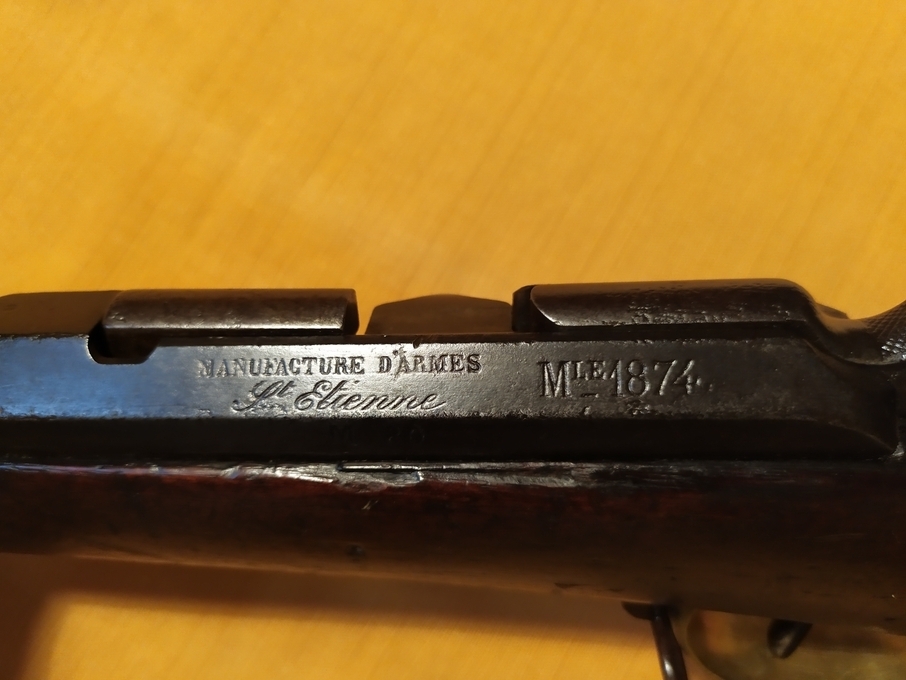 MANUFACTURE D'ARMES
St Etienne
MLE 1874